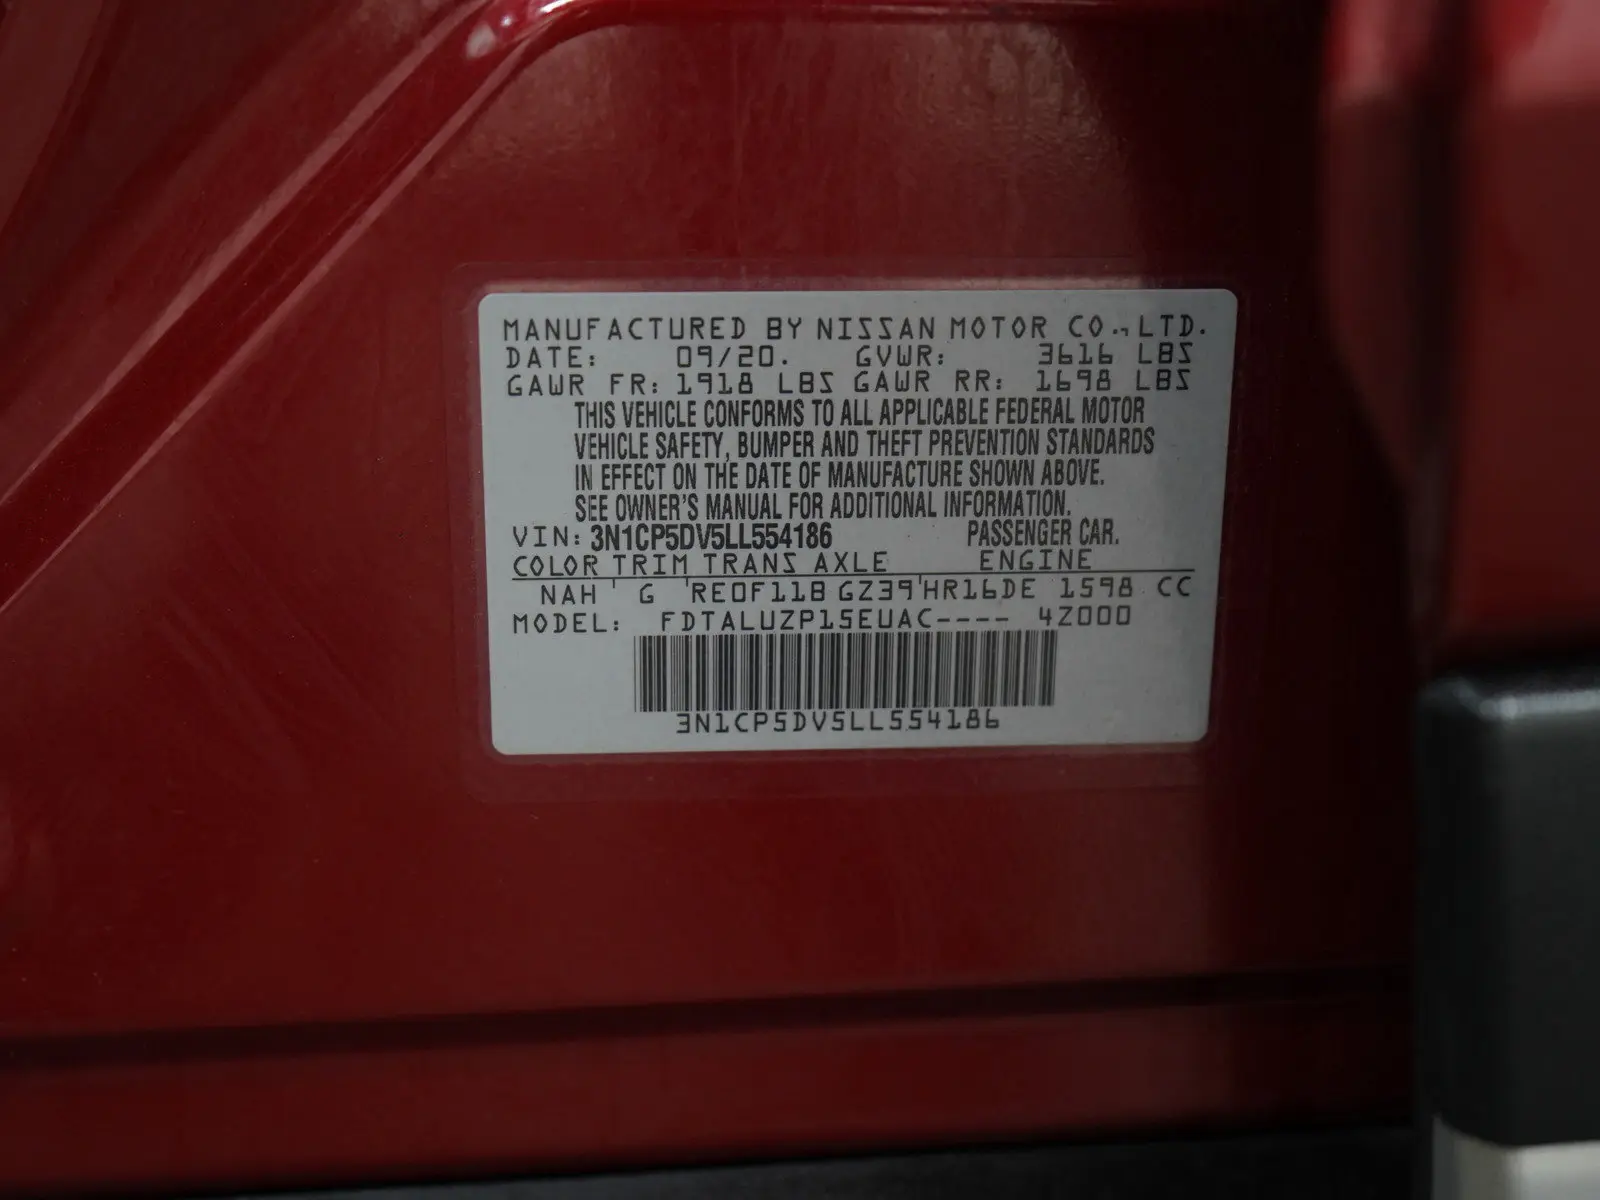 MANUFACTURED BY NISSAN MOTOR CO., LTD.
DATE: 09/20. GVWR: 3616 LBS
GAWR FR: 1918 LBS GAWR RR: 1698 LBS
THIS VEHICLE CONFORMS TO ALL APPLICABLE FEDERAL MOTOR
VEHICLE SAFETY, BUMPER AND THEFT PREVENTION STANDARDS
IN EFFECT ON THE DATE OF MANUFACTURE SHOWN ABOVE.
SEE OWNER'S MANUAL FOR ADDITIONAL INFORMATION.
VIN: 3N1CP5DV5LL554186 PASSENGER CAR.
COLOR TRIM TRANS AXLE ENGINE
NAH ' G ' RE0F11B GZ39 ' HR16DE 1598 CC
MODEL: FDTALUZP15EUAC---- 4Z000
3N1CP5DV5LL554186